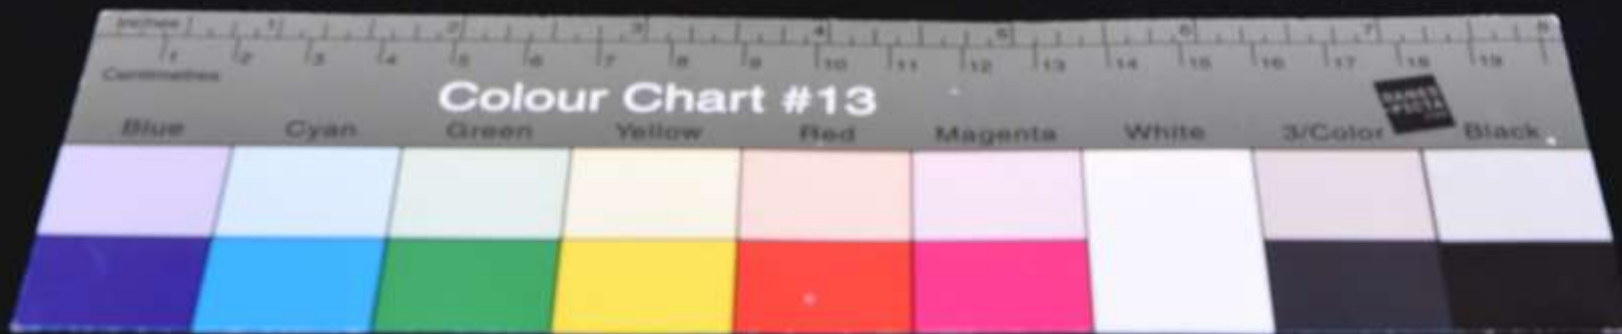 Inches 1 2 3 4 5 6 7 8
1 2 3 4 5 6 7 8 9 10 11 12 13 14 15 16 17 18 19
Centimetres
Colour Chart #13
Blue Cyan Green Yellow Red Magenta White 3/Color Black